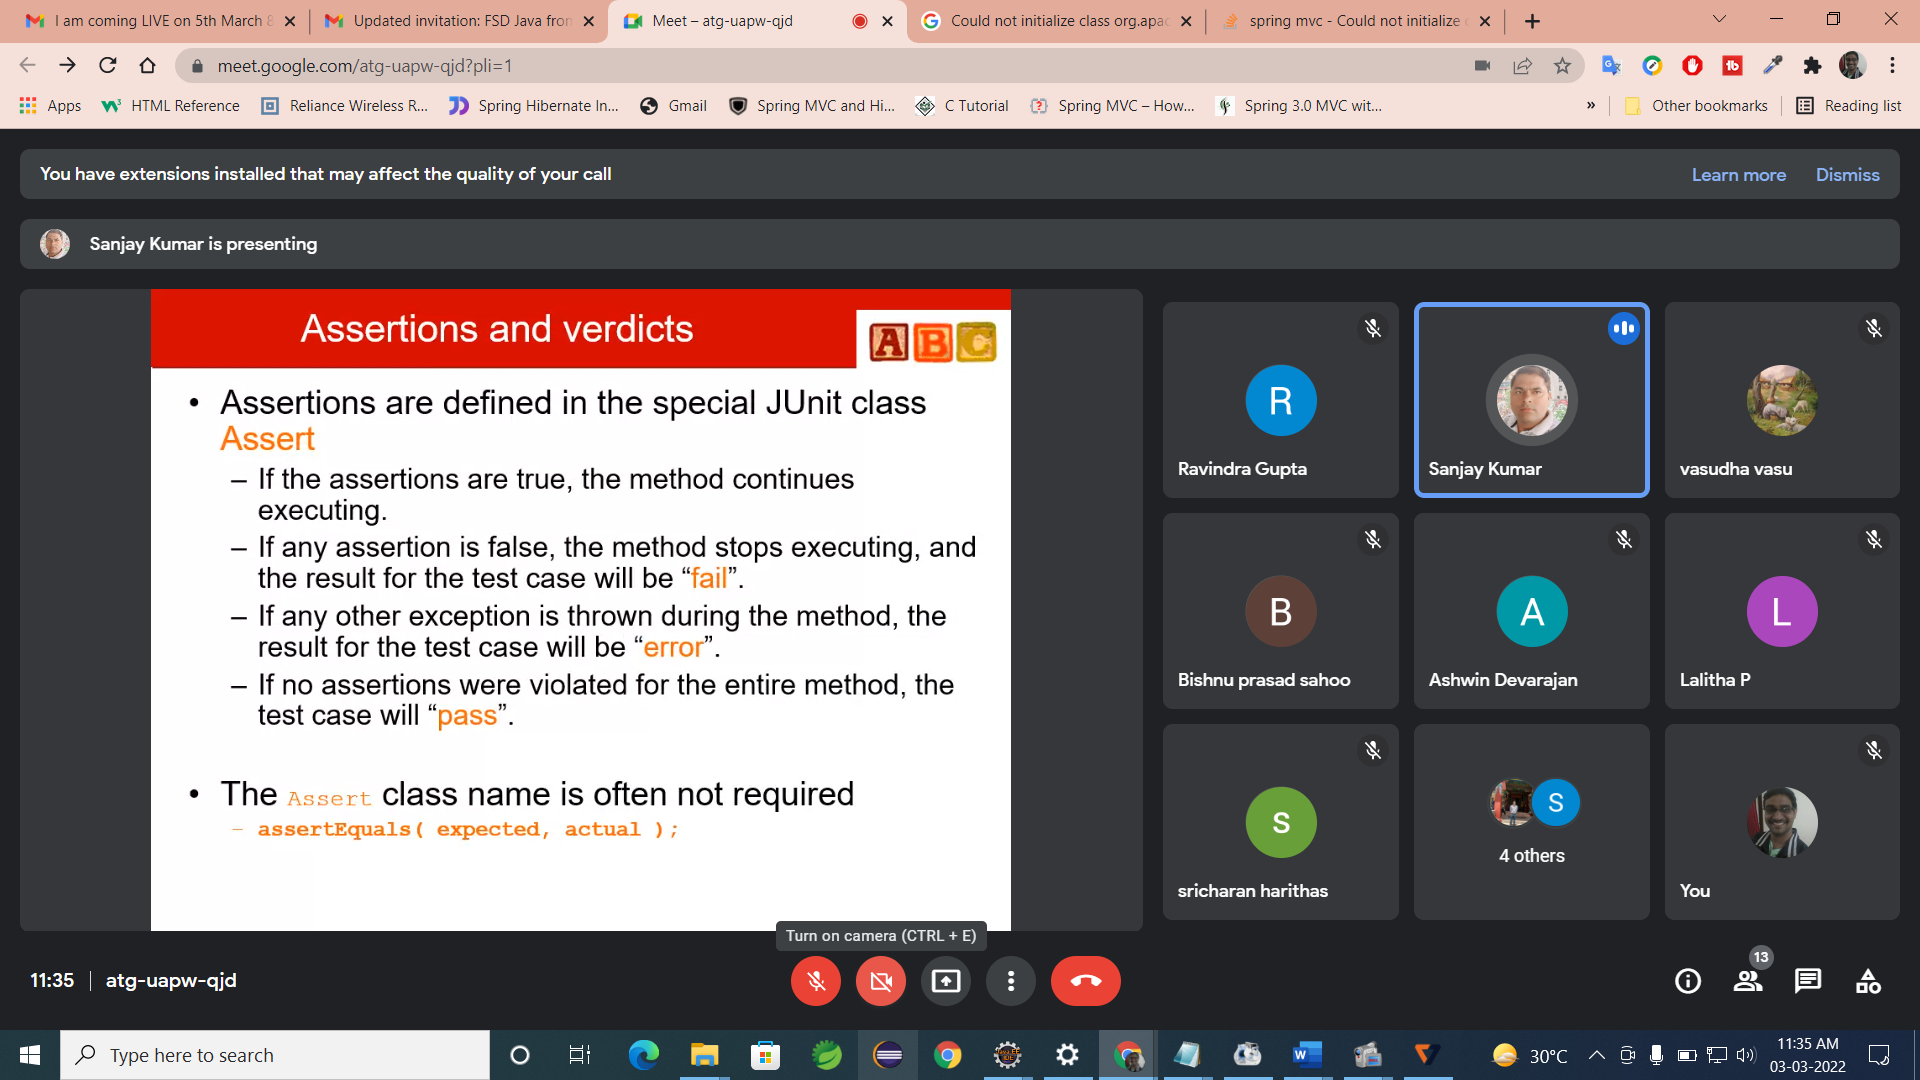 I am coming LIVE on 5th March 8
Updated invitation: FSD Java fron
Meet – atg-uapw-qjd
Could not initialize class org.apac
spring mvc - Could not initialize c
meet.google.com/atg-uapw-qjd?pli=1
Apps
HTML Reference
Reliance Wireless R...
Spring Hibernate In...
Gmail
Spring MVC and Hi...
C Tutorial
Spring MVC – How...
Spring 3.0 MVC wit...
»
Other bookmarks
Reading list
You have extensions installed that may affect the quality of your call
Learn more
Dismiss
Sanjay Kumar is presenting
Assertions and verdicts
A B C
• Assertions are defined in the special JUnit class
Assert
– If the assertions are true, the method continues
executing.
– If any assertion is false, the method stops executing, and
the result for the test case will be “fail”.
– If any other exception is thrown during the method, the
result for the test case will be “error”.
– If no assertions were violated for the entire method, the
test case will “pass”.
• The Assert class name is often not required
– assertEquals( expected, actual );
R
Ravindra Gupta
Sanjay Kumar
vasudha vasu
B
Bishnu prasad sahoo
A
Ashwin Devarajan
L
Lalitha P
S
sricharan harithas
S
4 others
You
Turn on camera (CTRL + E)
11:35
atg-uapw-qjd
13
Type here to search
30°C
11:35 AM
03-03-2022